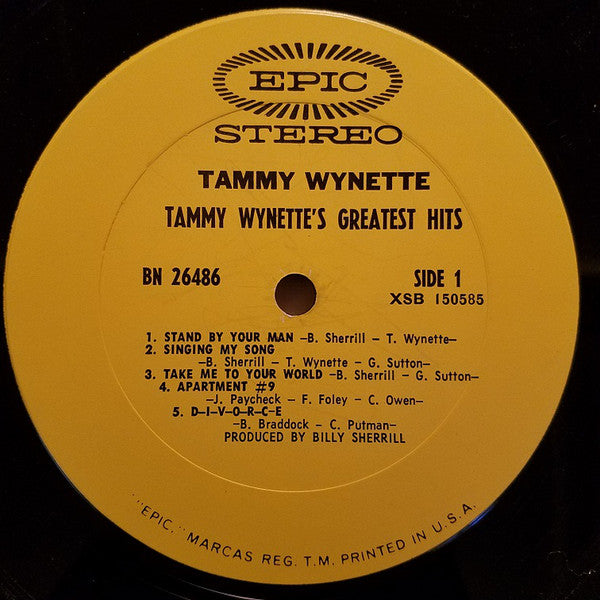 EPIC
STEREO
TAMMY WYNETTE
TAMMY WYNETTE'S GREATEST HITS
BN 26486
SIDE 1
XSB 150585
1. STAND BY YOUR MAN -B. Sherrill - T. Wynette-
2. SINGING MY SONG
-B. Sherrill - T. Wynette - G. Sutton-
3. TAKE ME TO YOUR WORLD -B. Sherrill - G. Sutton-
4. APARTMENT #9
-J. Paycheck - F. Foley - C. Owen-
5. D-I-V-O-R-C-E
-B. Braddock - C. Putman-
PRODUCED BY BILLY SHERRILL
"EPIC," MARCAS REG. T.M. PRINTED IN U.S.A.